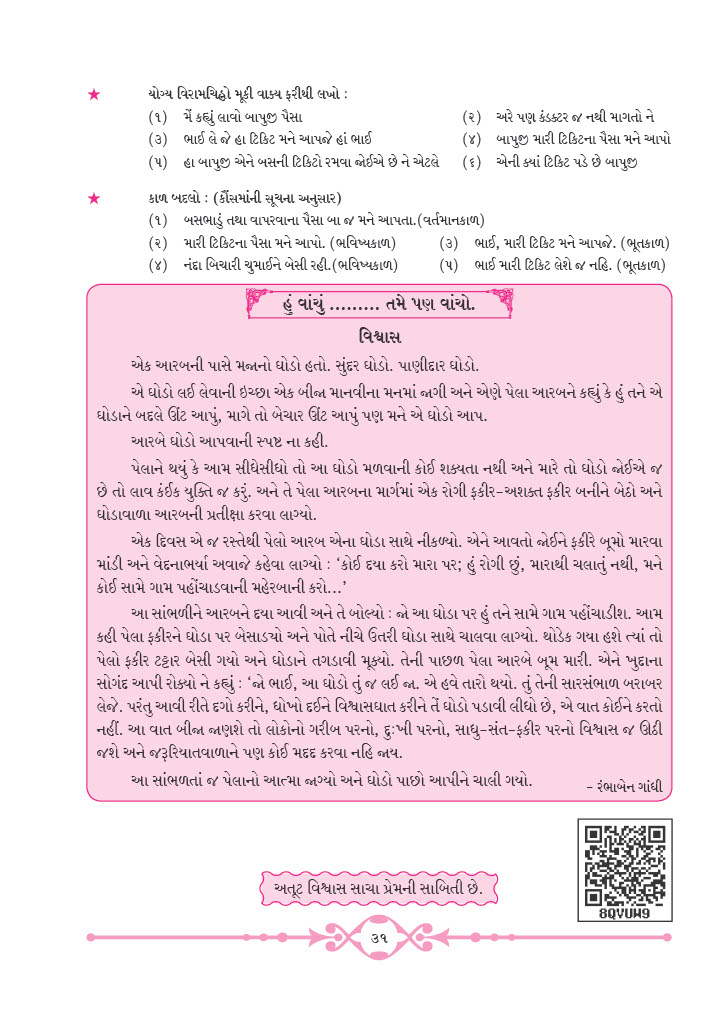 ★ યોગ્ય વિરામચિહ્નો મૂકી વાક્ય ફરીથી લખો :
(૧) મેં કહ્યું લાવો બાપુજી પૈસા (૨) અરે પણ કંડક્ટર જ નથી માગતો ને
(૩) ભાઈ લે જે હા ટિકિટ મને આપજે હાં ભાઈ (૪) બાપુજી મારી ટિકિટના પૈસા મને આપો
(૫) હા બાપુજી એને બસની ટિકિટો રમવા જોઈએ છે ને એટલે (૬) એની ક્યાં ટિકિટ પડે છે બાપુજી
★ કાળ બદલો : (કૌંસમાંની સૂચના અનુસાર)
(૧) બસભાડું તથા વાપરવાના પૈસા બા જ મને આપતા.(વર્તમાનકાળ)
(૨) મારી ટિકિટના પૈસા મને આપો. (ભવિષ્યકાળ) (૩) ભાઈ, મારી ટિકિટ મને આપજે. (ભૂતકાળ)
(૪) નંદા બિચારી ચુમાઈને બેસી રહી.(ભવિષ્યકાળ) (૫) ભાઈ મારી ટિકિટ લેશે જ નહિ. (ભૂતકાળ)
હું વાંચું ......... તમે પણ વાંચો.
વિશ્વાસ
એક આરબની પાસે મજાનો ઘોડો હતો. સુંદર ઘોડો. પાણીદાર ઘોડો.
એ ઘોડો લઈ લેવાની ઇચ્છા એક બીજા માનવીના મનમાં જાગી અને એણે પેલા આરબને કહ્યું કે હું તને એ
ઘોડાને બદલે ઊંટ આપું, માગે તો બેચાર ઊંટ આપું પણ મને એ ઘોડો આપ.
આરબે ઘોડો આપવાની સ્પષ્ટ ના કહી.
પેલાને થયું કે આમ સીધેસીધો તો આ ઘોડો મળવાની કોઈ શક્યતા નથી અને મારે તો ઘોડો જોઈએ જ
છે તો લાવ કંઈક યુક્તિ જ કરું. અને તે પેલા આરબના માર્ગમાં એક રોગી ફકીર-અશક્ત ફકીર બનીને બેઠો અને
ઘોડાવાળા આરબની પ્રતીક્ષા કરવા લાગ્યો.
એક દિવસ એ જ રસ્તેથી પેલો આરબ એના ઘોડા સાથે નીકળ્યો. એને આવતો જોઈને ફકીરે બૂમો મારવા
માંડી અને વેદનાભર્યા અવાજે કહેવા લાગ્યો : ‘કોઈ દયા કરો મારા પર; હું રોગી છું, મારાથી ચલાતું નથી, મને
કોઈ સામે ગામ પહોંચાડવાની મહેરબાની કરો...’
આ સાંભળીને આરબને દયા આવી અને તે બોલ્યો : જો આ ઘોડા પર હું તને સામે ગામ પહોંચાડીશ. આમ
કહી પેલા ફકીરને ઘોડા પર બેસાડ્યો અને પોતે નીચે ઉતરી ઘોડા સાથે ચાલવા લાગ્યો. થોડેક ગયા હશે ત્યાં તો
પેલો ફકીર ટટ્ટાર બેસી ગયો અને ઘોડાને તગડાવી મૂક્યો. તેની પાછળ પેલા આરબે બૂમ મારી. એને ખુદાના
સોગંદ આપી રોક્યો ને કહ્યું : ‘જો ભાઈ, આ ઘોડો તું જ લઈ જા. એ હવે તારો થયો. તું તેની સારસંભાળ બરાબર
લેજે. પરંતુ આવી રીતે દગો કરીને, ધોખો દઈને વિશ્વાસઘાત કરીને તેં ઘોડો પડાવી લીધો છે, એ વાત કોઈને કરતો
નહીં. આ વાત બીજા જાણશે તો લોકોનો ગરીબ પરનો, દુઃખી પરનો, સાધુ-સંત-ફકીર પરનો વિશ્વાસ જ ઊઠી
જશે અને જરૂરિયાતવાળાને પણ કોઈ મદદ કરવા નહિ જાય.
આ સાંભળતાં જ પેલાનો આત્મા જાગ્યો અને ઘોડો પાછો આપીને ચાલી ગયો.
- રંભાબેન ગાંધી
8QVUW9
અતૂટ વિશ્વાસ સાચા પ્રેમની સાબિતી છે.
૩૧